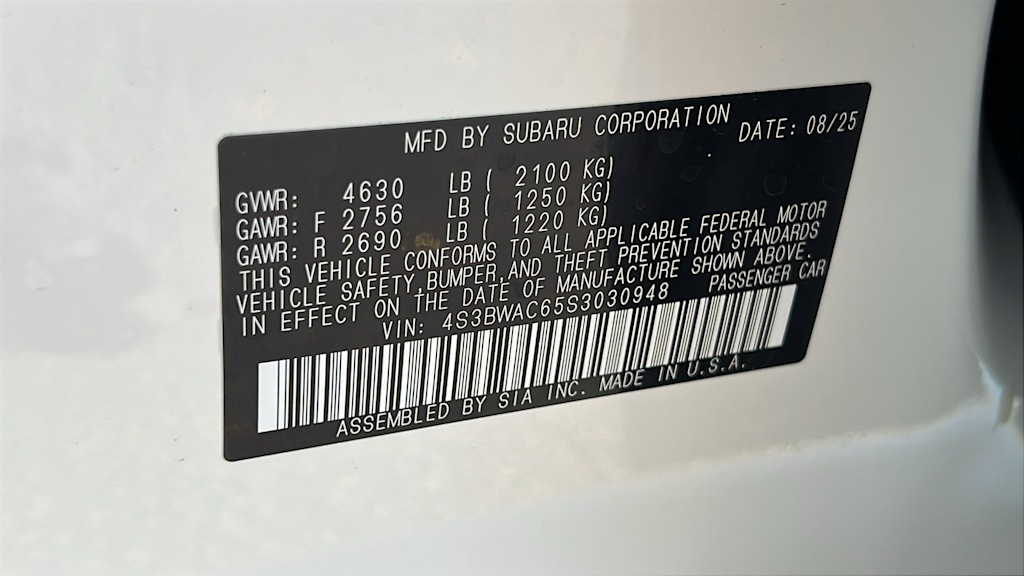 MFD BY SUBARU CORPORATION DATE: 08/25
GVWR: 4630 LB ( 2100 KG)
GAWR: F 2756 LB ( 1250 KG)
GAWR: R 2690 LB ( 1220 KG)
THIS VEHICLE CONFORMS TO ALL APPLICABLE FEDERAL MOTOR
VEHICLE SAFETY,BUMPER,AND THEFT PREVENTION STANDARDS
IN EFFECT ON THE DATE OF MANUFACTURE SHOWN ABOVE.
VIN: 4S3BWAC65S3030948 PASSENGER CAR
ASSEMBLED BY SIA INC. MADE IN U.S.A.